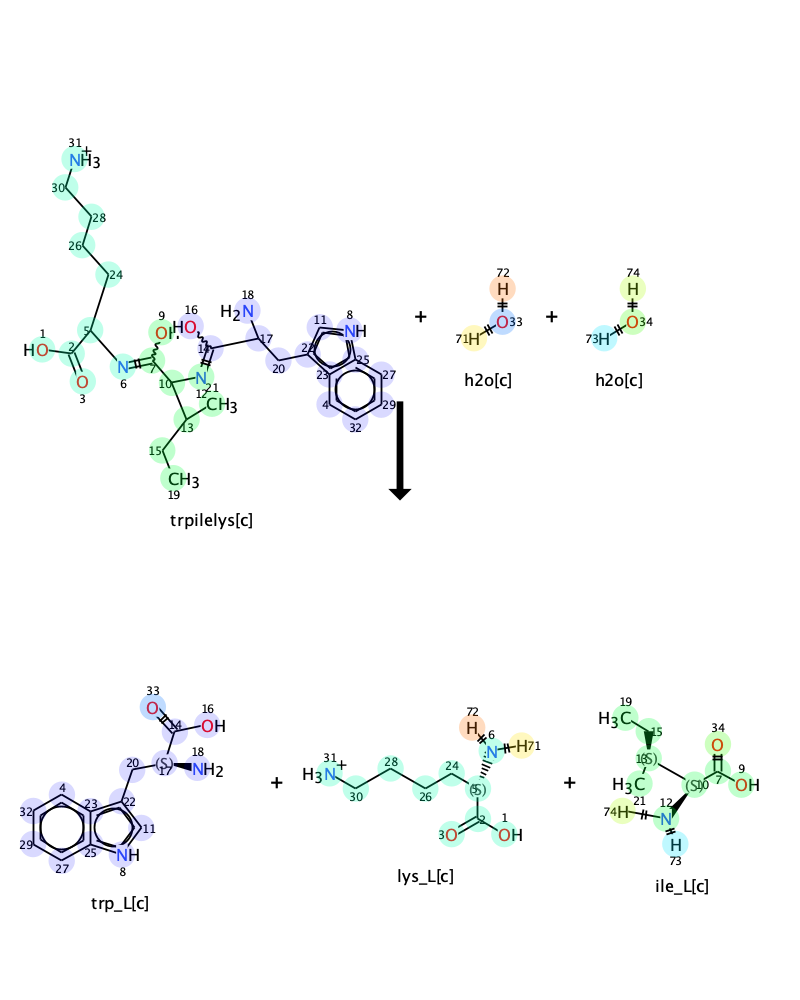 31
NH3+
30
28
26
24
9 16 18
OH HO H2N
1 5 11 8
HO 2 7 14 17 NH
O 6 N 10 N 20 22 25
3 12 21 23 27
CH3 4 29
13 32
15
CH3
19
trpilelys[c]
+
72
H
71 H O 33
h2o[c]
+
74
H
73 H O 34
h2o[c]
33
O 16
14 OH
18
20 (S) NH2
17
4 23 22
32 11
29 25 NH
27 8
trp_L[c]
+
72
H 6
N H 71
31 28 24
H3N+ (S)
30 26 5
1
3 O 2 OH
lys_L[c]
+
19
H3C 15 34
O
13 (S) 9
H3C (S) 10 7 OH
21 12
74 H N
H
73
ile_L[c]